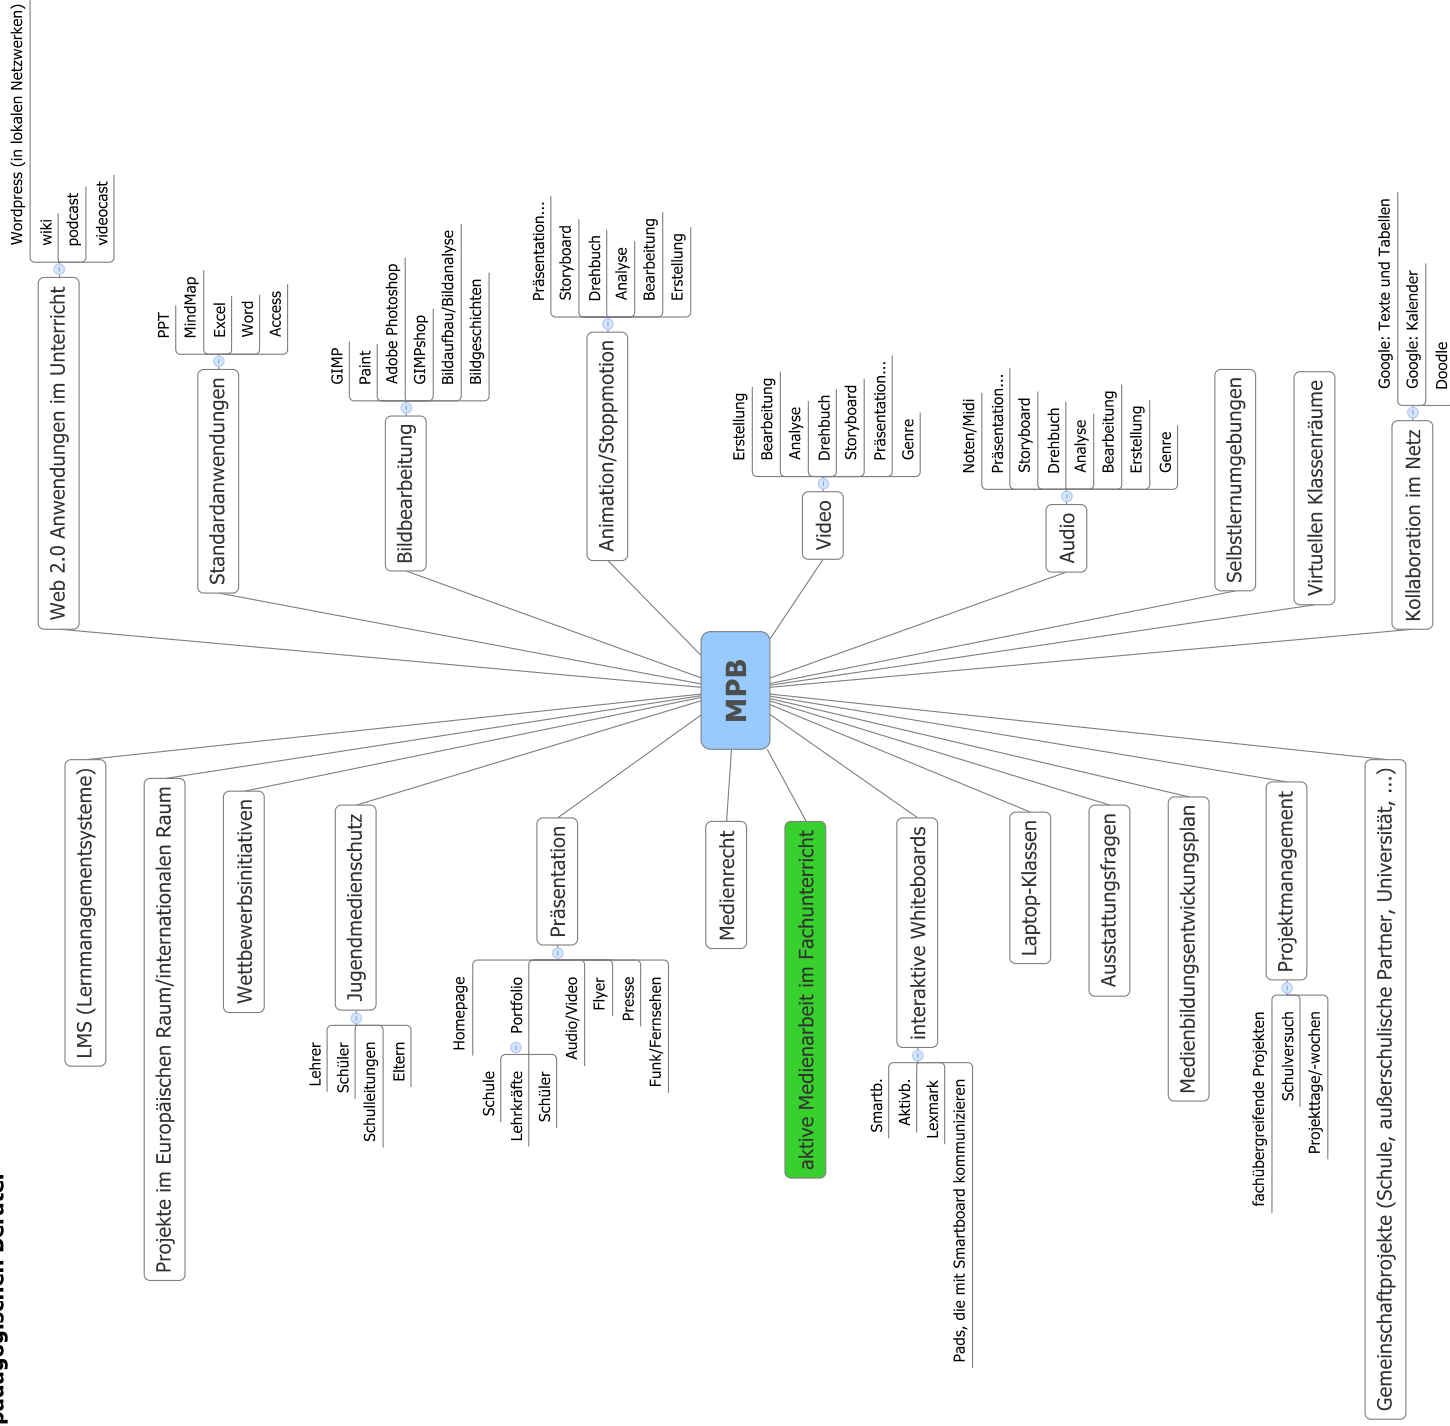 pädagogischen Berater
MPB
Web 2.0 Anwendungen im Unterricht
Wordpress (in lokalen Netzwerken)
wiki
podcast
videocast
Standardanwendungen
PPT
MindMap
Excel
Word
Access
Bildbearbeitung
GIMP
Paint
Adobe Photoshop
GIMPshop
Bildaufbau/Bildanalyse
Bildgeschichten
Animation/Stoppmotion
Präsentation...
Storyboard
Drehbuch
Analyse
Bearbeitung
Erstellung
Video
Erstellung
Bearbeitung
Analyse
Drehbuch
Storyboard
Präsentation...
Genre
Audio
Noten/Midi
Präsentation...
Storyboard
Drehbuch
Analyse
Bearbeitung
Erstellung
Genre
Selbstlernumgebungen
Virtuellen Klassenräume
Kollaboration im Netz
Google: Texte und Tabellen
Google: Kalender
Doodle
LMS (Lernmanagementsysteme)
Projekte im Europäischen Raum/internationalen Raum
Wettbewerbsinitiativen
Jugendmedienschutz
Lehrer
Schüler
Schulleitungen
Eltern
Präsentation
Homepage
Portfolio
Schule
Lehrkräfte
Schüler
Audio/Video
Flyer
Presse
Funk/Fernsehen
Medienrecht
aktive Medienarbeit im Fachunterricht
interaktive Whiteboards
Smartb.
Aktivb.
Lexmark
Pads, die mit Smartboard kommunizieren
Laptop-Klassen
Ausstattungsfragen
Medienbildungsentwickungsplan
Projektmanagement
fachübergreifende Projekten
Schulversuch
Projekttage/-wochen
Gemeinschaftprojekte (Schule, außerschulische Partner, Universität, ...)